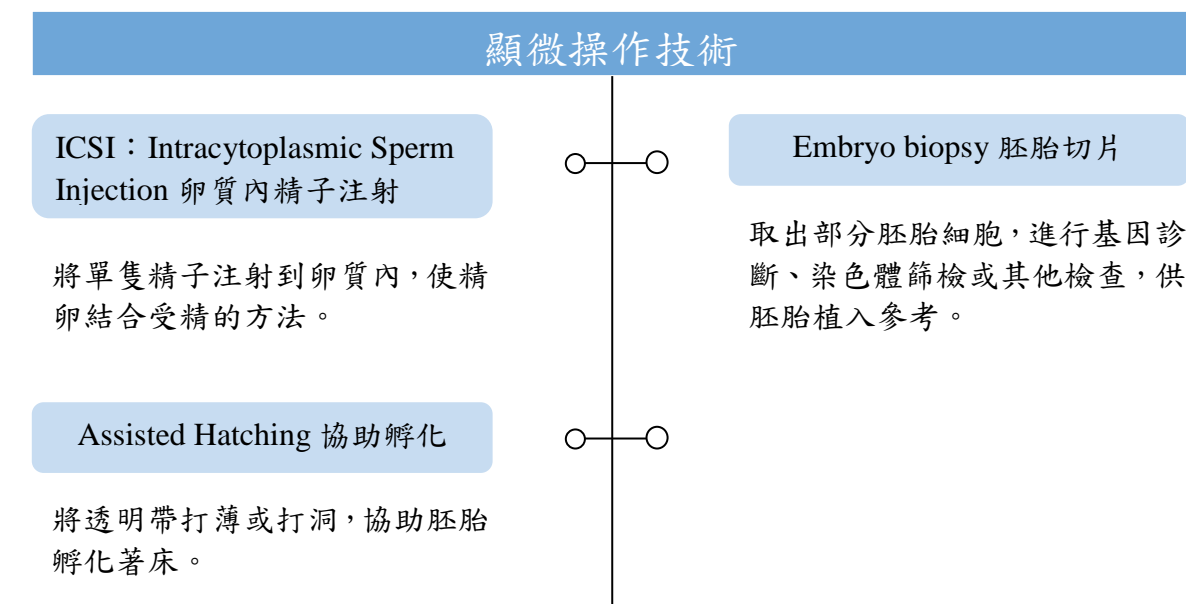 顯微操作技術
ICSI：Intracytoplasmic Sperm
Injection 卵質內精子注射
將單隻精子注射到卵質內，使精
卵結合受精的方法。
Embryo biopsy 胚胎切片
取出部分胚胎細胞，進行基因診
斷、染色體篩檢或其他檢查，供
胚胎植入參考。
Assisted Hatching 協助孵化
將透明帶打薄或打洞，協助胚胎
孵化著床。